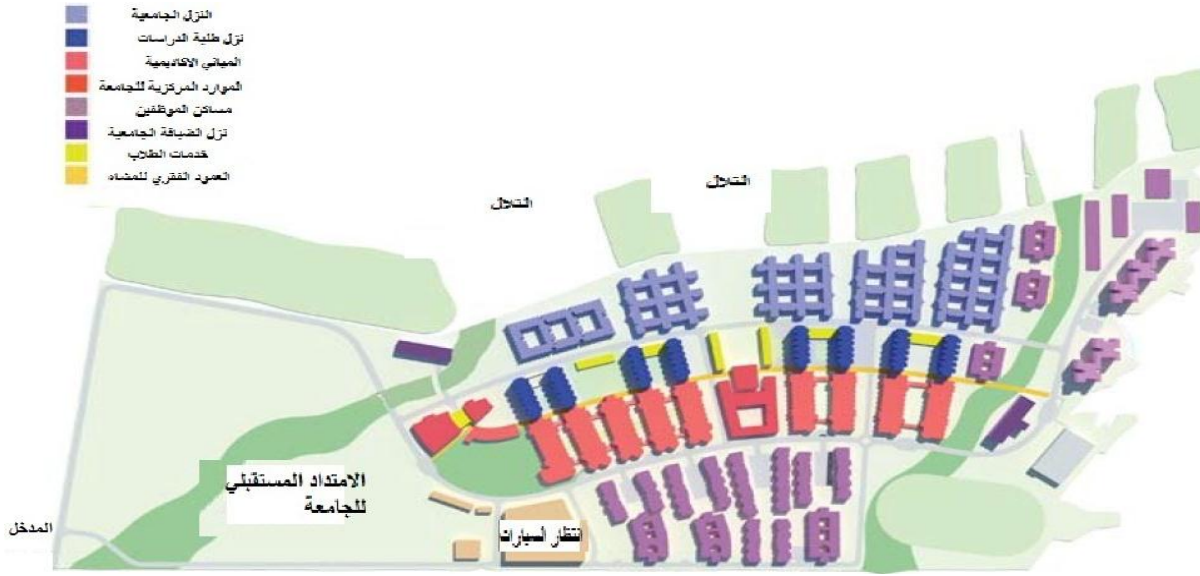 النزل الجامعية
نزل طلبة الدراسات
المباني الاكاديمية
الموارد المركزية للجامعة
مساكن الموظفين
نزل الضيافة الجامعية
خدمات الطلاب
العمود الفقري للمشاه
التلال
التلال
الامتداد المستقبلي
للجامعة
المدخل
انتظار السيارات